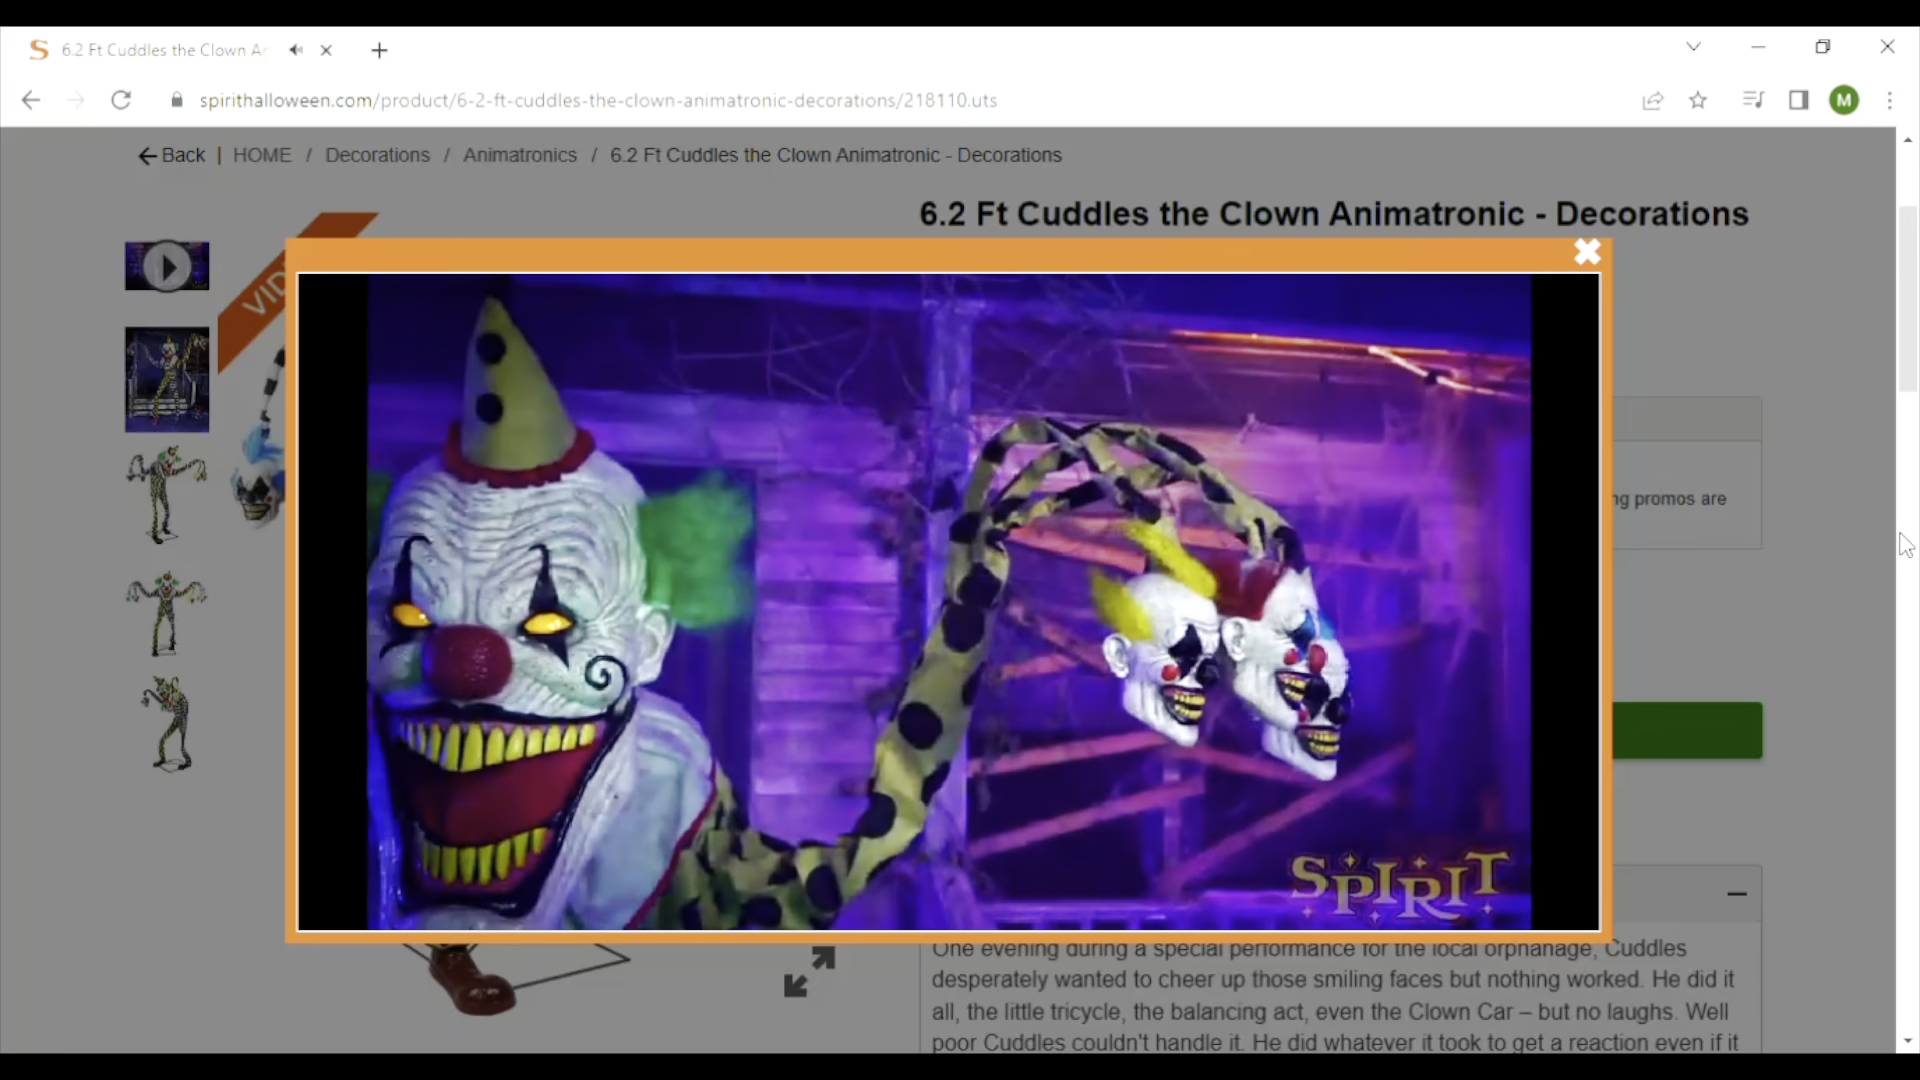 6.2 Ft Cuddles the Clown A
spirithalloween.com/product/6-2-ft-cuddles-the-clown-animatronic-decorations/218110.uts
M
Back | HOME / Decorations / Animatronics / 6.2 Ft Cuddles the Clown Animatronic - Decorations
6.2 Ft Cuddles the Clown Animatronic - Decorations
VID
ng promos are
SPIRIT
One evening during a special performance for the local orphanage, Cuddles
desperately wanted to cheer up those smiling faces but nothing worked. He did it
all, the little tricycle, the balancing act, even the Clown Car – but no laughs. Well
poor Cuddles couldn't handle it. He did whatever it took to get a reaction even if it